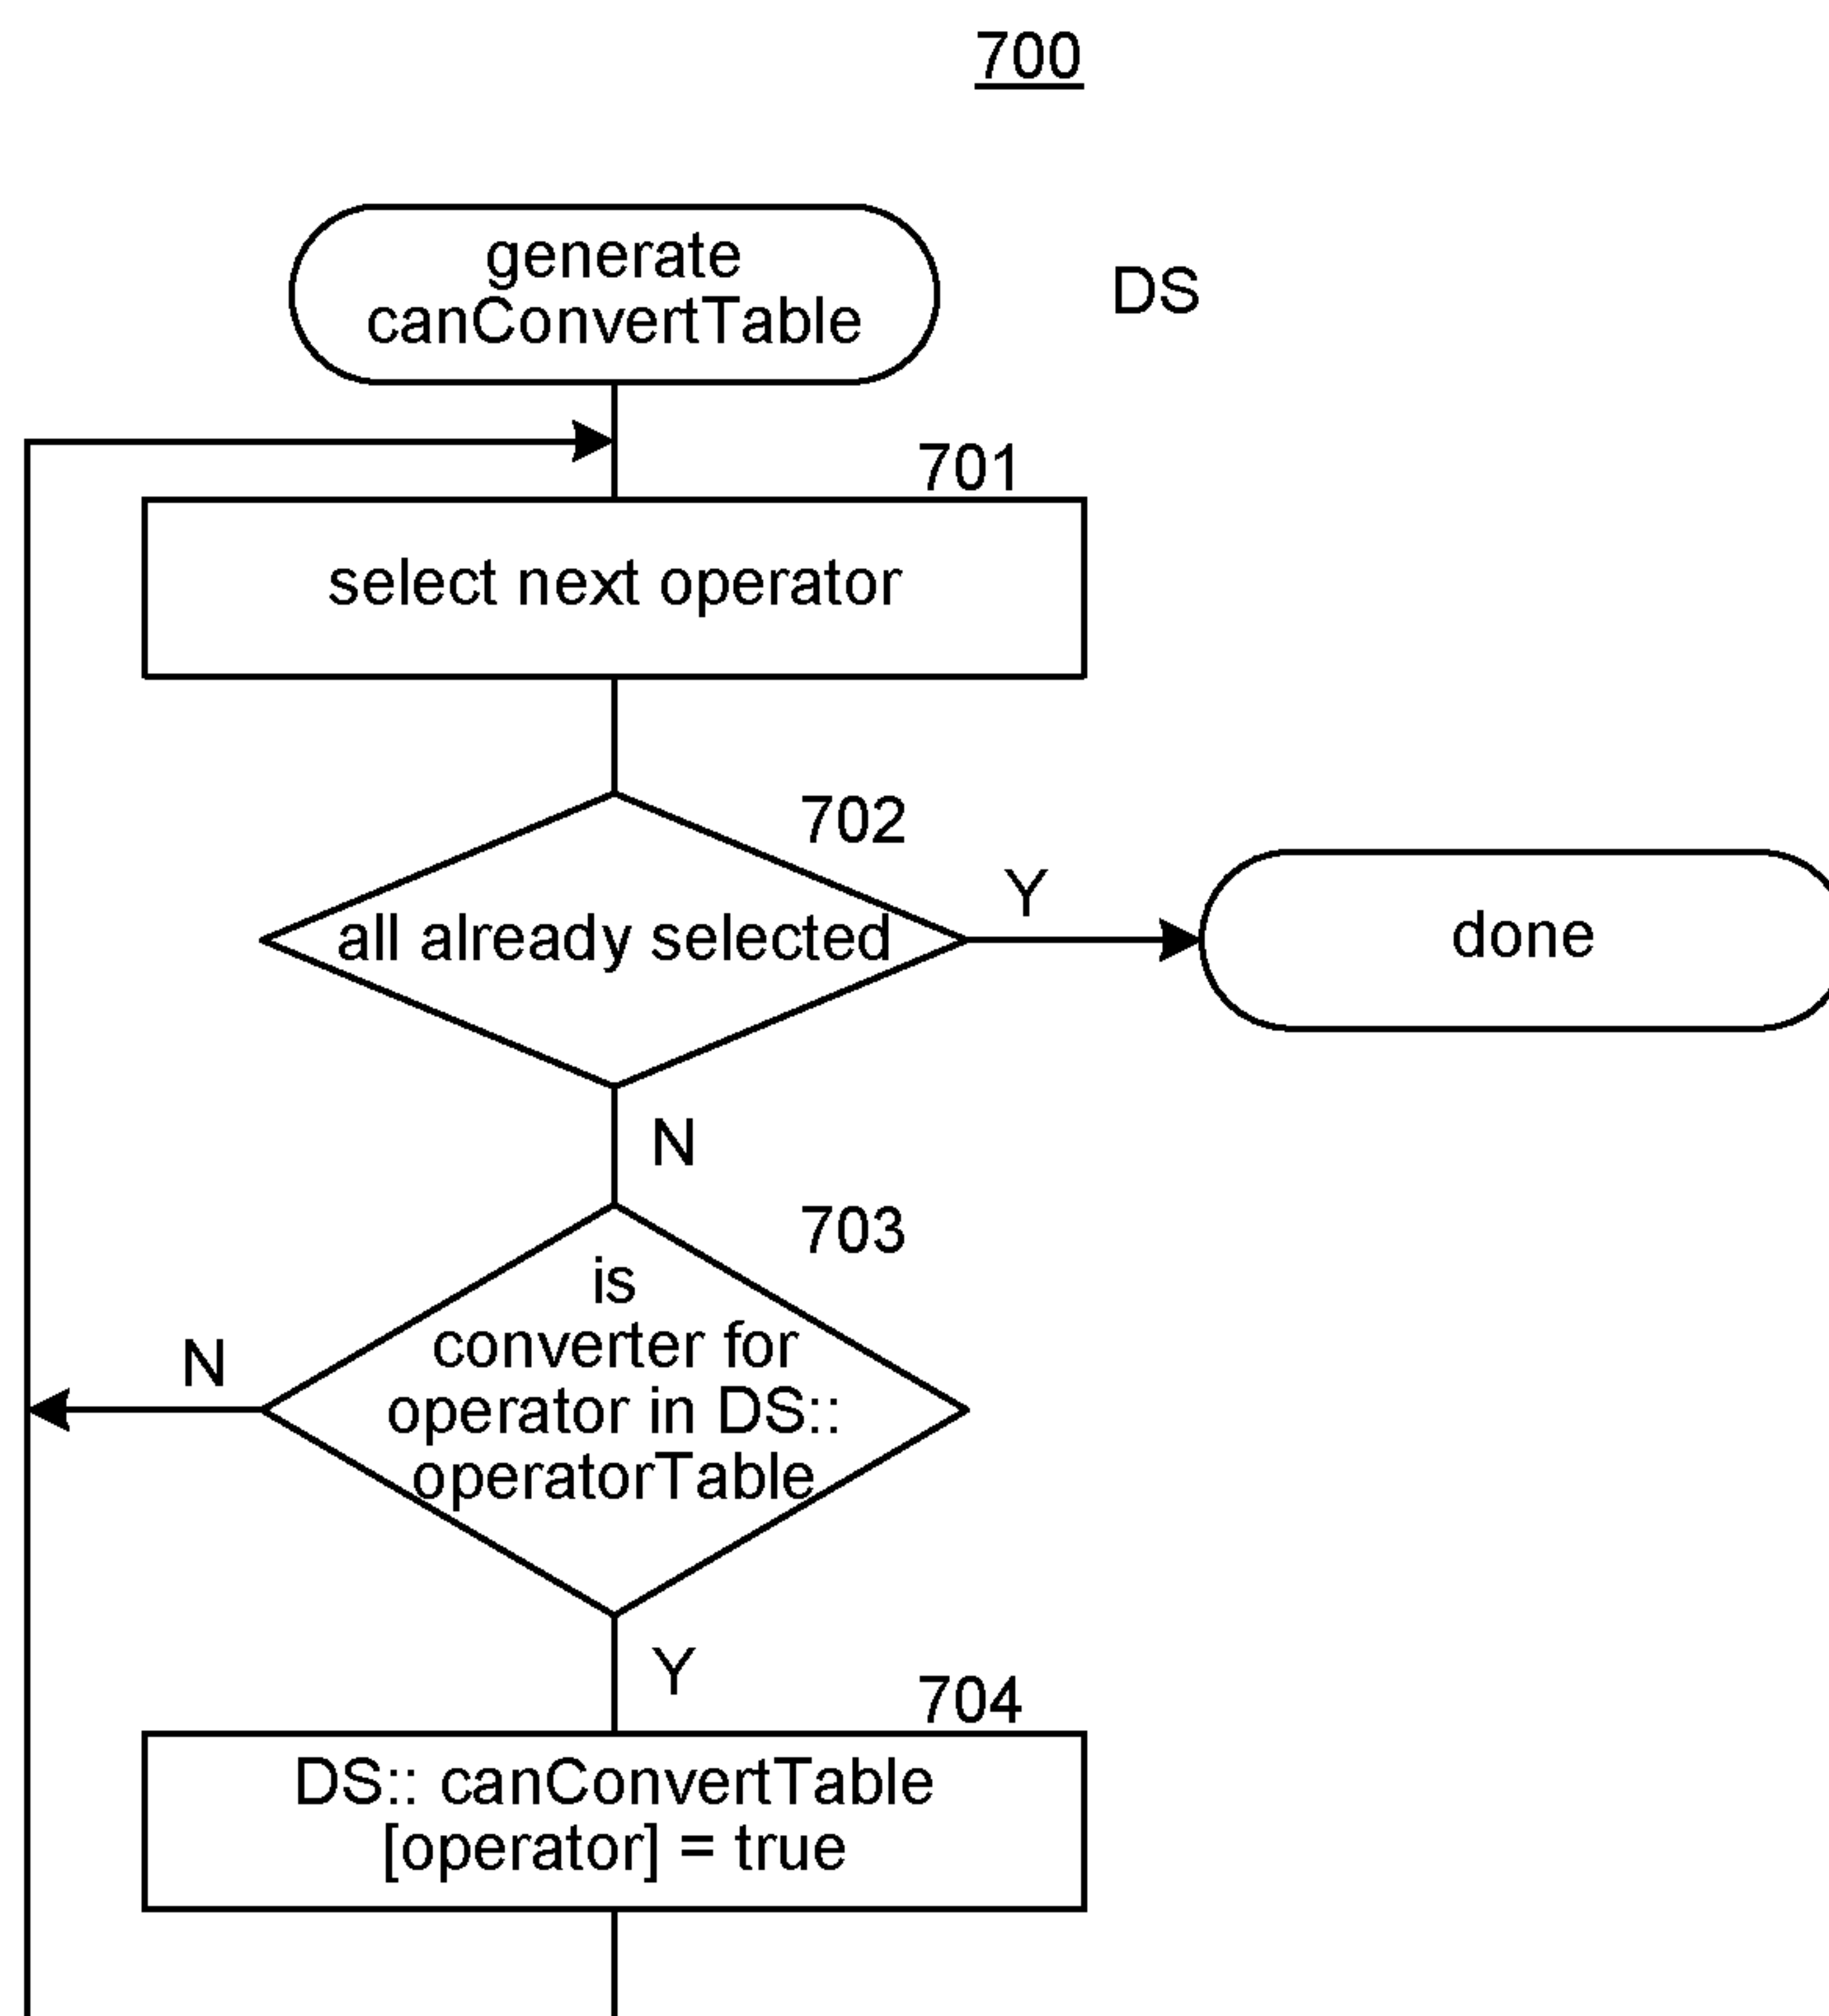 700
generate
canConvertTable
DS
701
select next operator
702
all already selected
Y
done
N
703
is
converter for
operator in DS::
operatorTable
N
Y
704
DS:: canConvertTable
[operator] = true